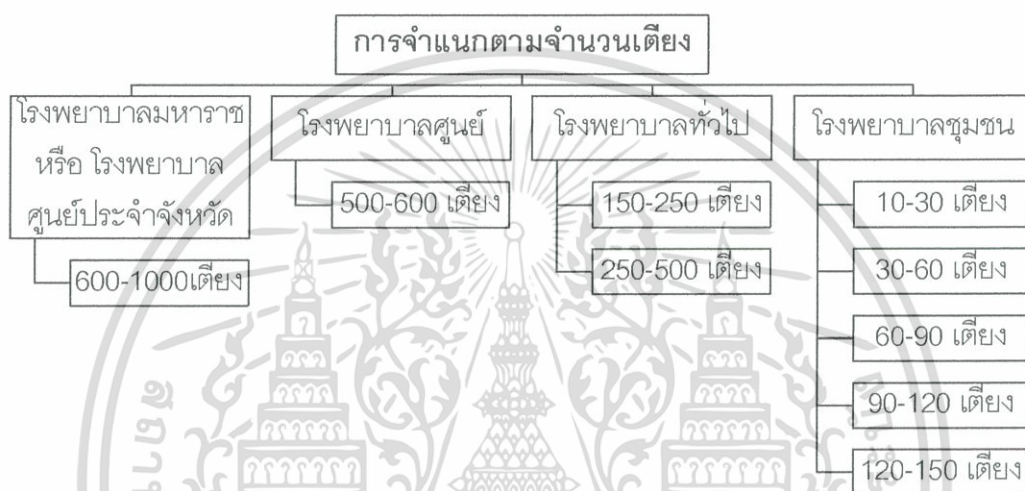 การจำแนกตามจำนวนเตียง
โรงพยาบาลมหาราช
หรือ โรงพยาบาล
ศูนย์ประจำจังหวัด
600-1000เตียง
โรงพยาบาลศูนย์
500-600 เตียง
โรงพยาบาลทั่วไป
150-250 เตียง
250-500 เตียง
โรงพยาบาลชุมชน
10-30 เตียง
30-60 เตียง
60-90 เตียง
90-120 เตียง
120-150 เตียง